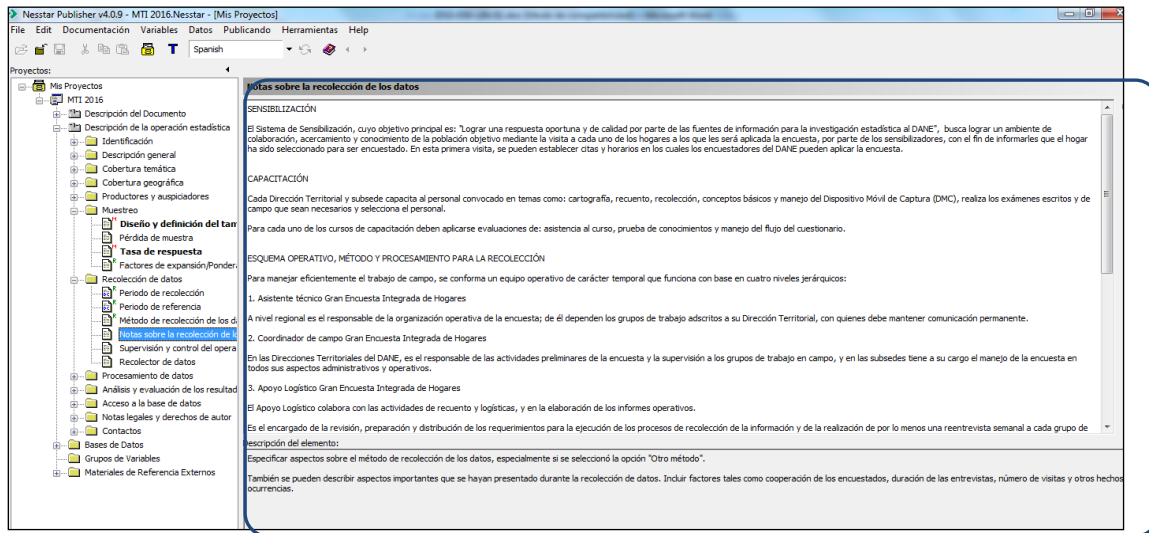 Nesstar Publisher v4.0.9 - MTI 2016.Nesstar - [Mis Proyectos]
File Edit Documentación Variables Datos Publicando Herramientas Help
Spanish
Proyectos:
Mis Proyectos
MTI 2016
Descripción del Documento
Descripción de la operación estadística
Identificación
Descripción general
Cobertura temática
Cobertura geográfica
Productores y auspiciadores
Muestreo
Diseño y definición del tam
Pérdida de muestra
Tasa de respuesta
Factores de expansión/Ponder
Recolección de datos
Periodo de recolección
Periodo de referencia
Método de recolección de los d
Notas sobre la recolección de lo
Supervisión y control del opera
Recolector de datos
Procesamiento de datos
Análisis y evaluación de los resultad
Acceso a la base de datos
Notas legales y derechos de autor
Contactos
Bases de Datos
Grupos de Variables
Materiales de Referencia Externos
Notas sobre la recolección de los datos
SENSIBILIZACIÓN
El Sistema de Sensibilización, cuyo objetivo principal es: "Lograr una respuesta oportuna y de calidad por parte de las fuentes de información para la investigación estadística al DANE", busca lograr un ambiente de
colaboración, acercamiento y conocimiento de la población objetivo mediante la visita a cada uno de los hogares a los que les será aplicada la encuesta, por parte de los sensibilizadores, con el fin de informarles que el hogar
ha sido seleccionado para ser encuestado. En esta primera visita, se pueden establecer citas y horarios en los cuales los encuestadores del DANE pueden aplicar la encuesta.
CAPACITACIÓN
Cada Dirección Territorial y subsede capacita al personal convocado en temas como: cartografía, recuento, recolección, conceptos básicos y manejo del Dispositivo Móvil de Captura (DMC), realiza los exámenes escritos y de
campo que sean necesarios y selecciona el personal.
Para cada uno de los cursos de capacitación deben aplicarse evaluaciones de: asistencia al curso, prueba de conocimientos y manejo del flujo del cuestionario.
ESQUEMA OPERATIVO, MÉTODO Y PROCESAMIENTO PARA LA RECOLECCIÓN
Para manejar eficientemente el trabajo de campo, se conforma un equipo operativo de carácter temporal que funciona con base en cuatro niveles jerárquicos:
1. Asistente técnico Gran Encuesta Integrada de Hogares
A nivel regional es el responsable de la organización operativa de la encuesta; de él dependen los grupos de trabajo adscritos a su Dirección Territorial, con quienes debe mantener comunicación permanente.
2. Coordinador de campo Gran Encuesta Integrada de Hogares
En las Direcciones Territoriales del DANE, es el responsable de las actividades preliminares de la encuesta y la supervisión a los grupos de trabajo en campo, y en las subsedes tiene a su cargo el manejo de la encuesta en
todos sus aspectos administrativos y operativos.
3. Apoyo Logístico Gran Encuesta Integrada de Hogares
El Apoyo Logístico colabora con las actividades de recuento y logísticas, y en la elaboración de los informes operativos.
Es el encargado de la revisión, preparación y distribución de los requerimientos para la ejecución de los procesos de recolección de la información y de la realización de por lo menos una reentrevista semanal a cada grupo de
Descripción del elemento:
Especificar aspectos sobre el método de recolección de los datos, especialmente si se seleccionó la opción "Otro método".
También se pueden describir aspectos importantes que se hayan presentado durante la recolección de datos. Incluir factores tales como cooperación de los encuestados, duración de las entrevistas, número de visitas y otros hechos
ocurrencias.